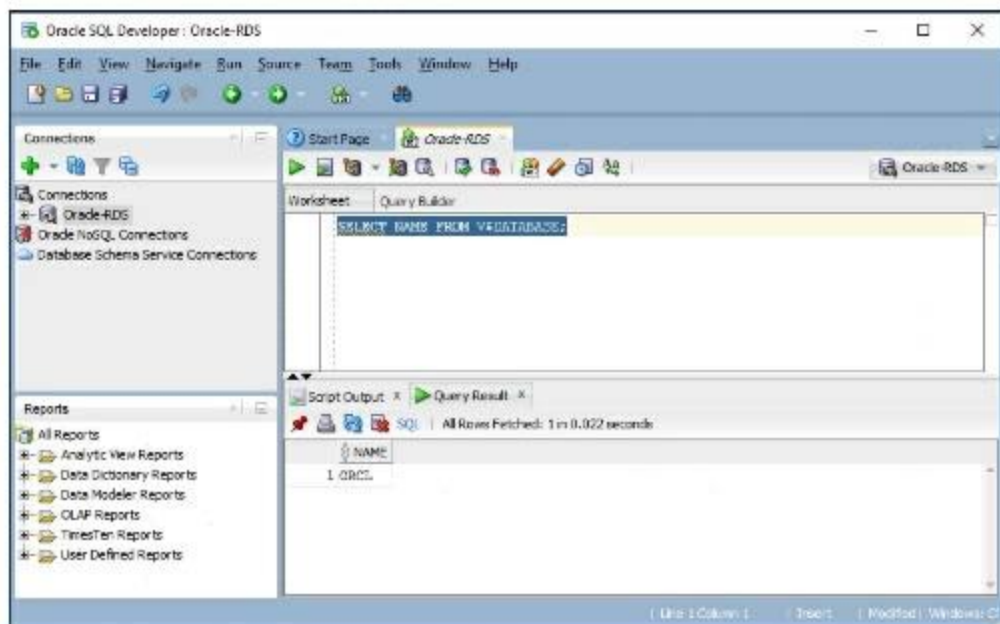 Oracle SQL Developer : Oracle-RDS
File Edit View Navigate Run Source Team Tools Window Help
Connections
Connections
Oracle-RDS
Oracle NoSQL Connections
Database Schema Service Connections
Reports
All Reports
Analytic View Reports
Data Dictionary Reports
Data Modeler Reports
OLAP Reports
TimesTen Reports
User Defined Reports
Start Page Oracle-RDS
Oracle-RDS
Worksheet Query Builder
SELECT NAME FROM V$DATABASE;
Script Output Query Result
SQL All Rows Fetched: 1 in 0.022 seconds
NAME
1 ORCL
Line 1 Column 1 Insert Modified Windows: C